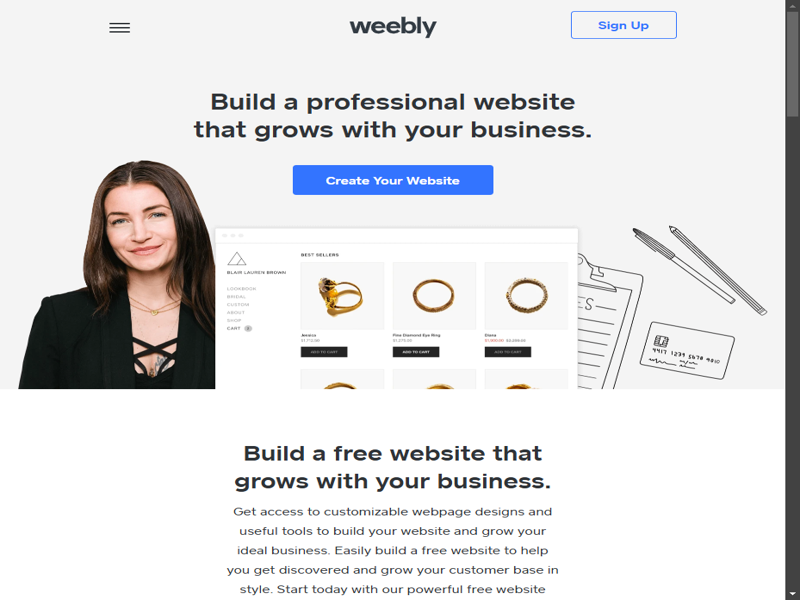 weebly
Sign Up
Build a professional website
that grows with your business.
Create Your Website
BEST SELLERS
BLAIR LAUREN BROWN
LOOKBOOK
BRIDAL
CUSTOM
ABOUT
SHOP
CART
Jessica
$1,712.00
ADD TO CART
Fine Diamond Eye Ring
ADD TO CART
Diana
ADD TO CART
S
4417 1234 5678 9010
Build a free website that
grows with your business.
Get access to customizable webpage designs and
useful tools to build your website and grow your
ideal business. Easily build a free website to help
you get discovered and grow your customer base in
style. Start today with our powerful free website